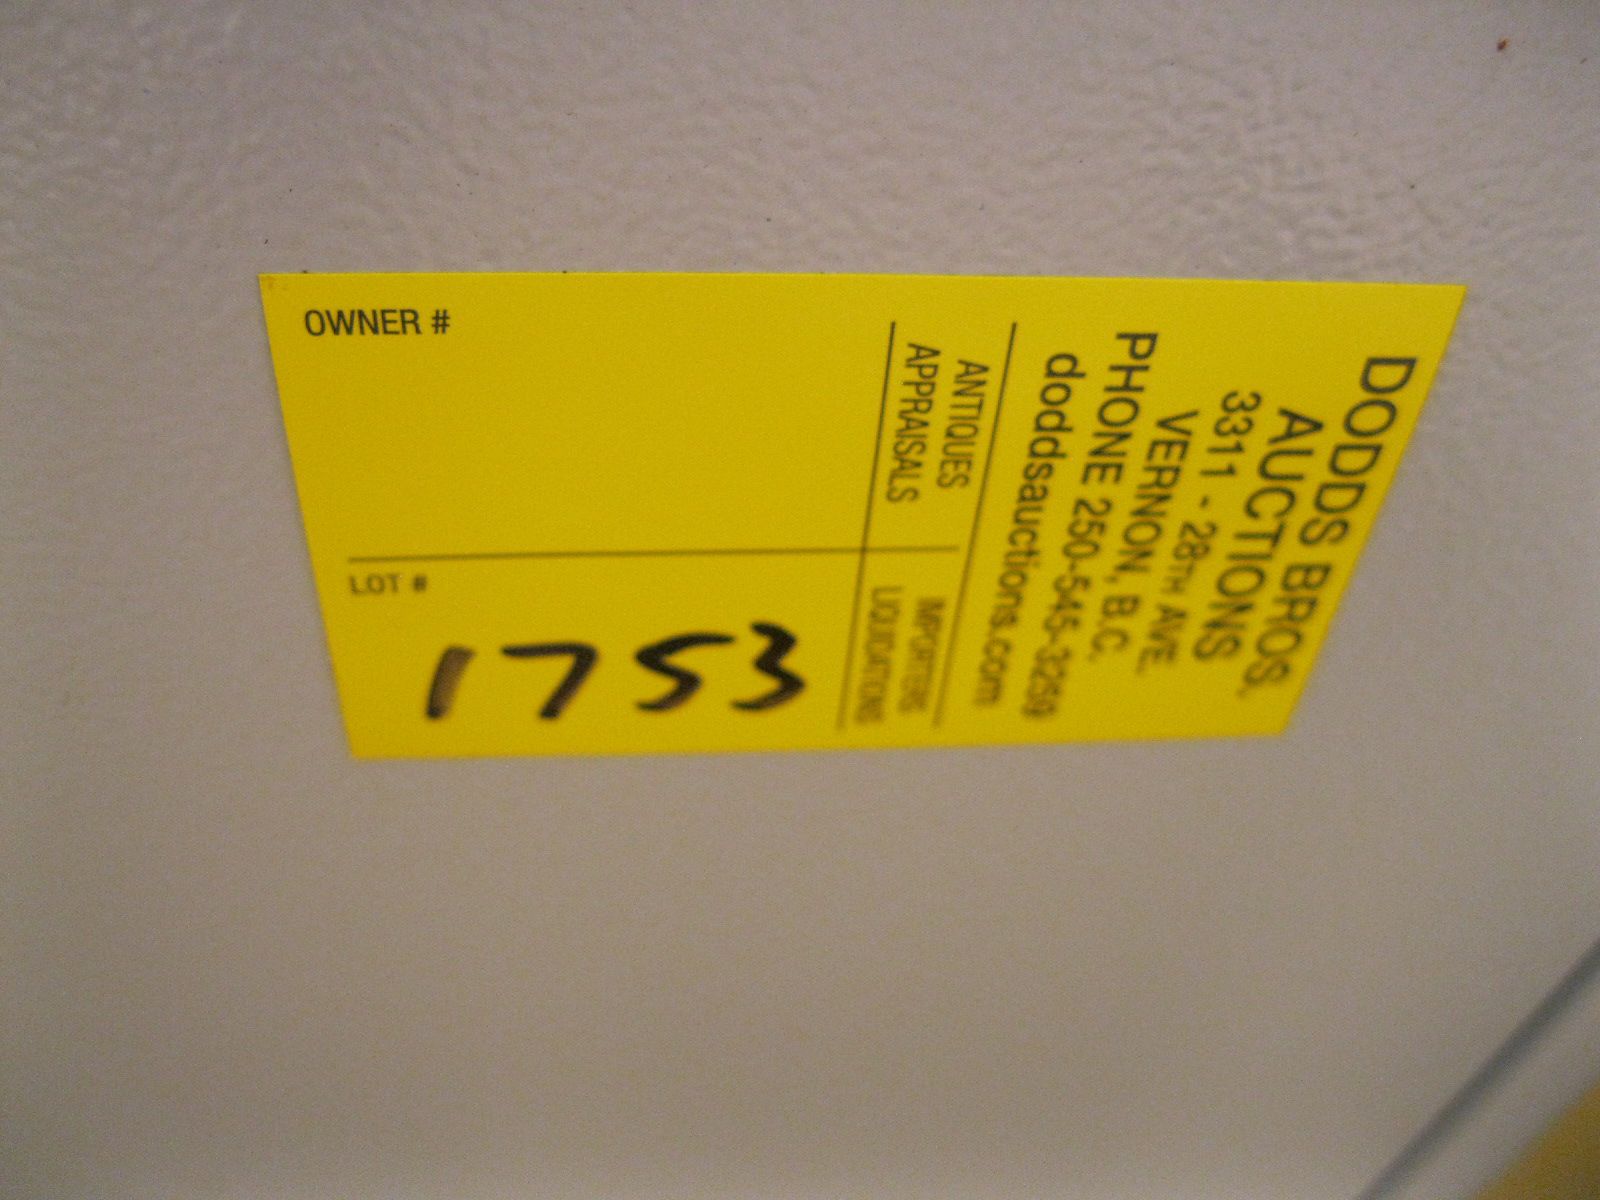 DODDS BROS.
AUCTIONS
3311 - 28TH AVE.
VERNON, B.C.
PHONE 250-545-3259
doddsauctions.com
ANTIQUES IMPORTERS
APPRAISALS LIQUIDATIONS
OWNER #
LOT #
1753